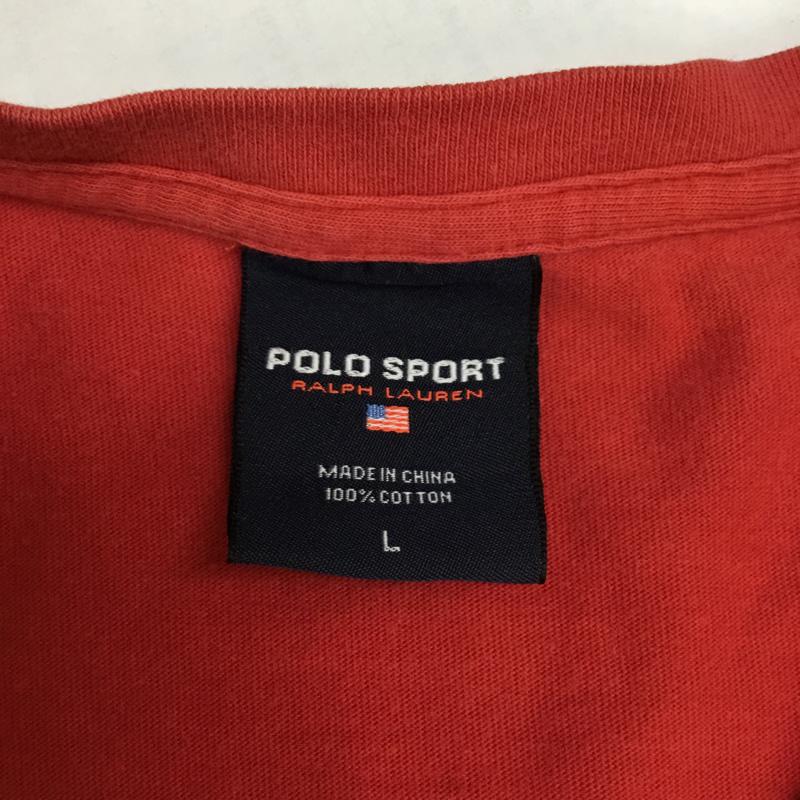 POLO SPORT
RALPH LAUREN
MADE IN CHINA
100% COTTON
L